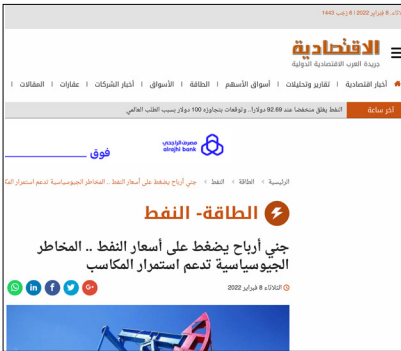 الثلاثاء 8 فبراير 2022 | 6 رجب 1443
الاقتصادية
جريدة العرب الاقتصادية الدولية
أخبار اقتصادية | تقارير وتحليلات | أسواق الأسهم | الطاقة | الأسواق | أخبار الشركات | عقارات | المقالات |
آخر ساعة
النفط يغلق منخفضا عند 92.69 دولارا.. وتوقعات بتجاوزه 100 دولار بسبب الطلب العالمي
مصرف الراجحي
alrajhi bank
فوق
الرئيسية > الطاقة > النفط > جني أرباح يضغط على أسعار النفط .. المخاطر الجيوسياسية تدعم استمرار
الطاقة- النفط
جني أرباح يضغط على أسعار النفط .. المخاطر
الجيوسياسية تدعم استمرار المكاسب
الثلاثاء 8 فبراير 2022
G+
f
in